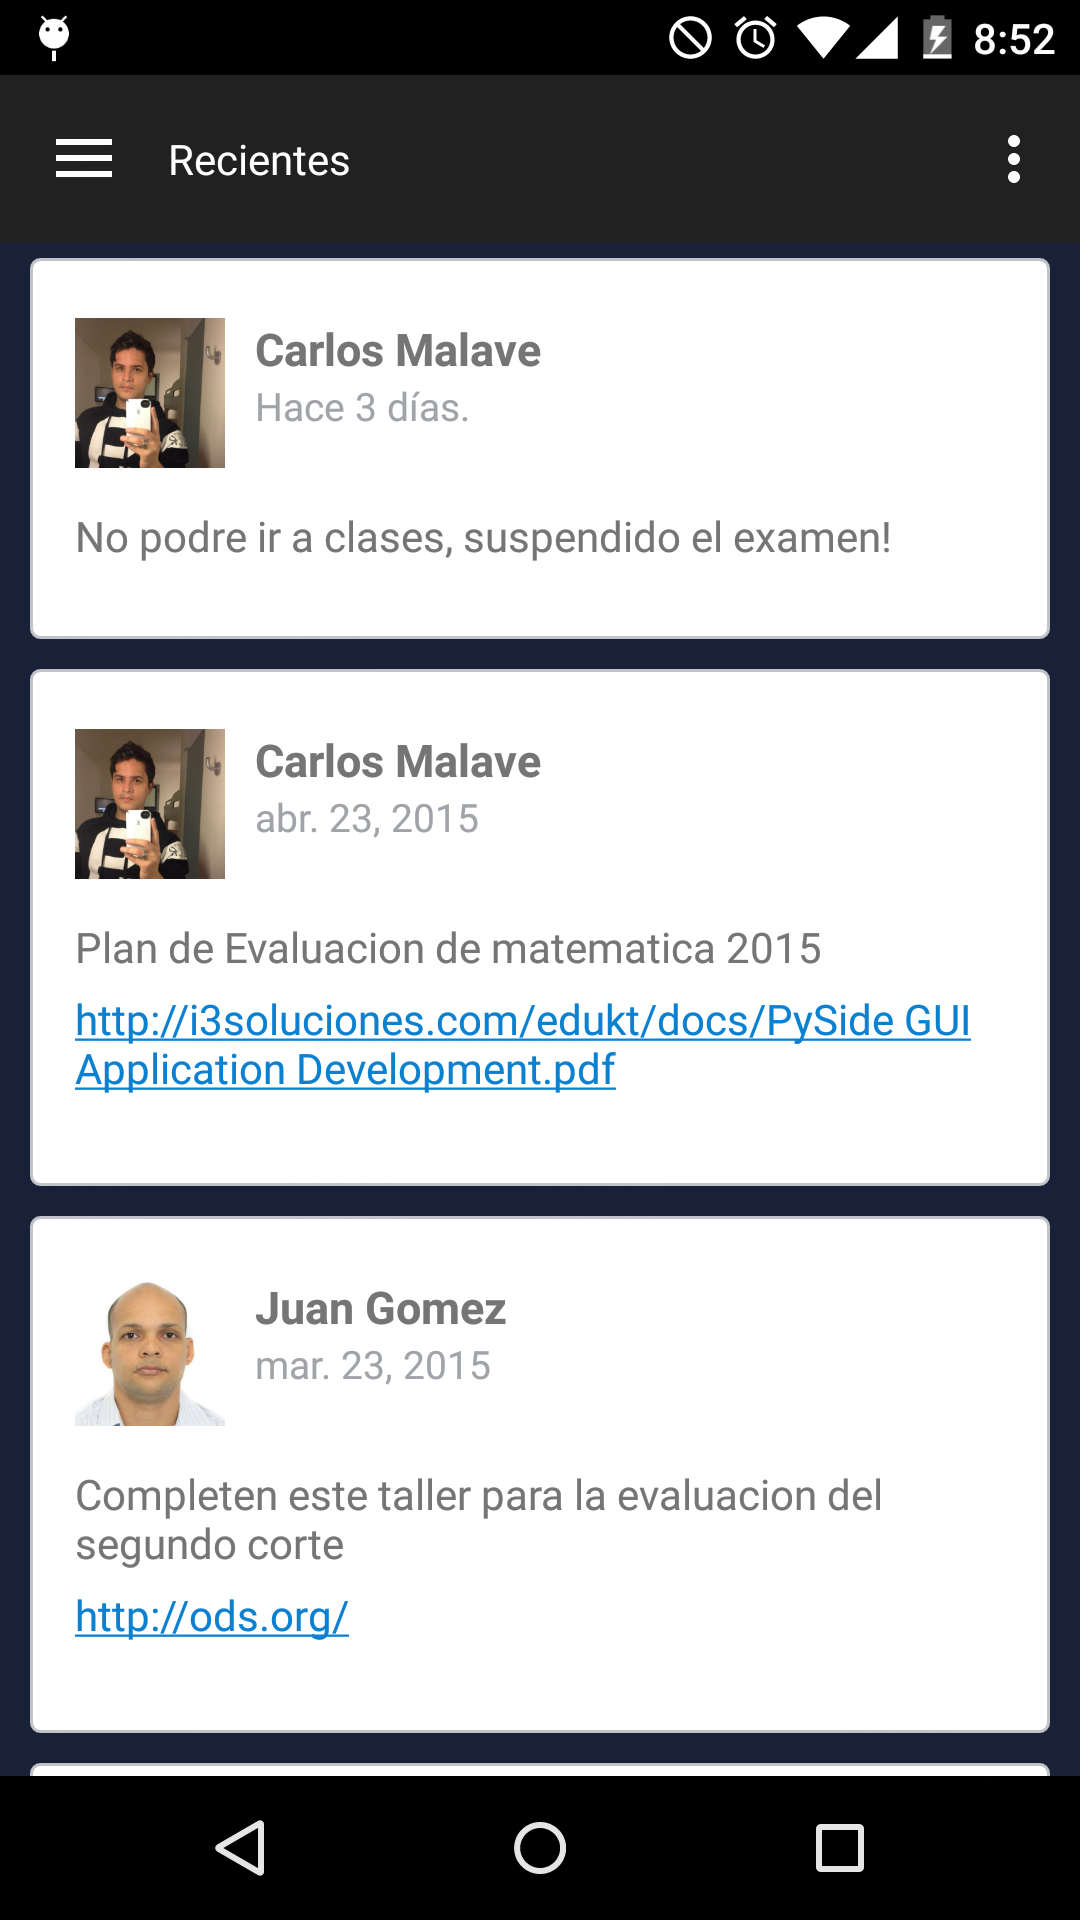 8:52
Recientes
Carlos Malave
Hace 3 días.
No podre ir a clases, suspendido el examen!
Carlos Malave
abr. 23, 2015
Plan de Evaluacion de matematica 2015
http://i3soluciones.com/edukt/docs/PySide GUI
Application Development.pdf
Juan Gomez
mar. 23, 2015
Completen este taller para la evaluacion del
segundo corte
http://ods.org/